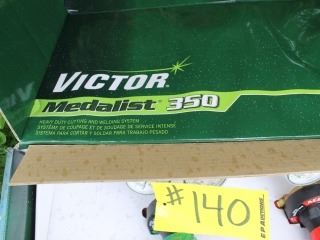 VICTOR
Medalist 350
HEAVY DUTY CUTTING AND WELDING SYSTEM
SYSTÈME DE COUPAGE ET DE SOUDAGE DE SERVICE INTENSE
SISTEMA PARA CORTAR Y SOLDAR PARA TRABAJO PESADO
#140